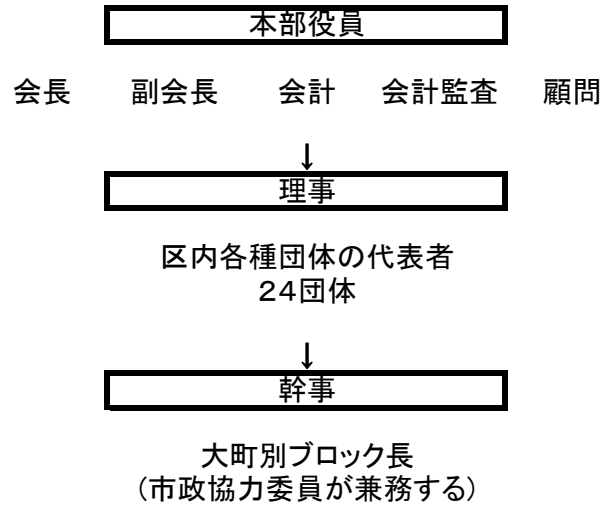 本部役員
会長 副会長 会計 会計監査 顧問
↓
理事
区内各種団体の代表者
２４団体
↓
幹事
大町別ブロック長
（市政協力委員が兼務する）